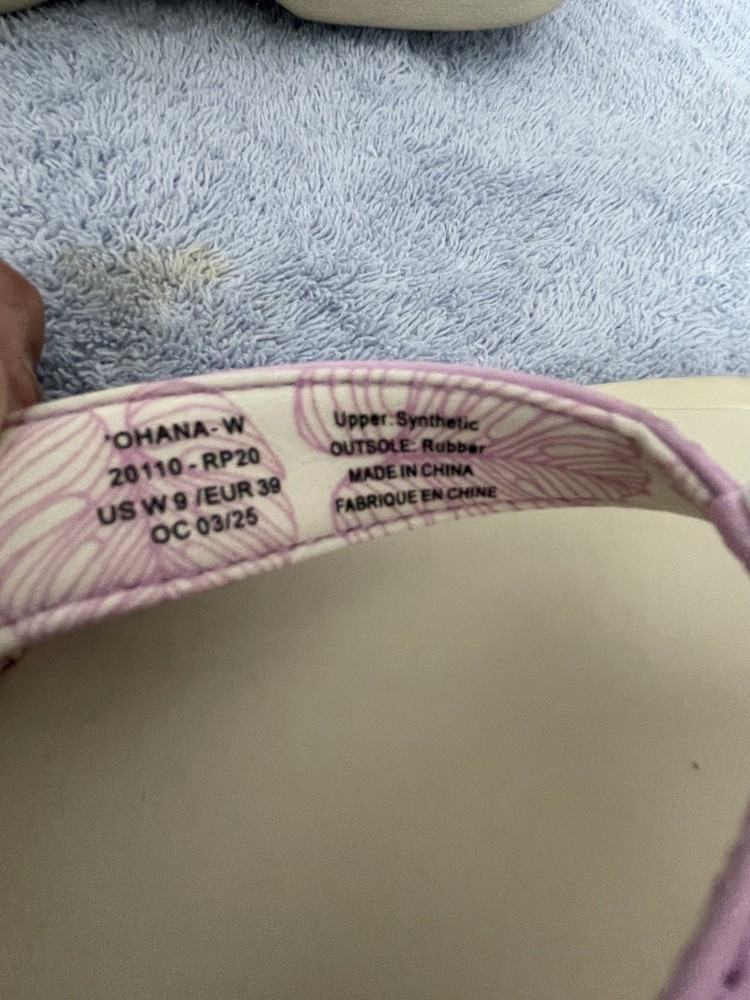 'OHANA-W
20110 - RP20
US W 9 /EUR 39
OC 03/25
Upper: Synthetic
OUTSOLE: Rubber
MADE IN CHINA
FABRIQUE EN CHINE